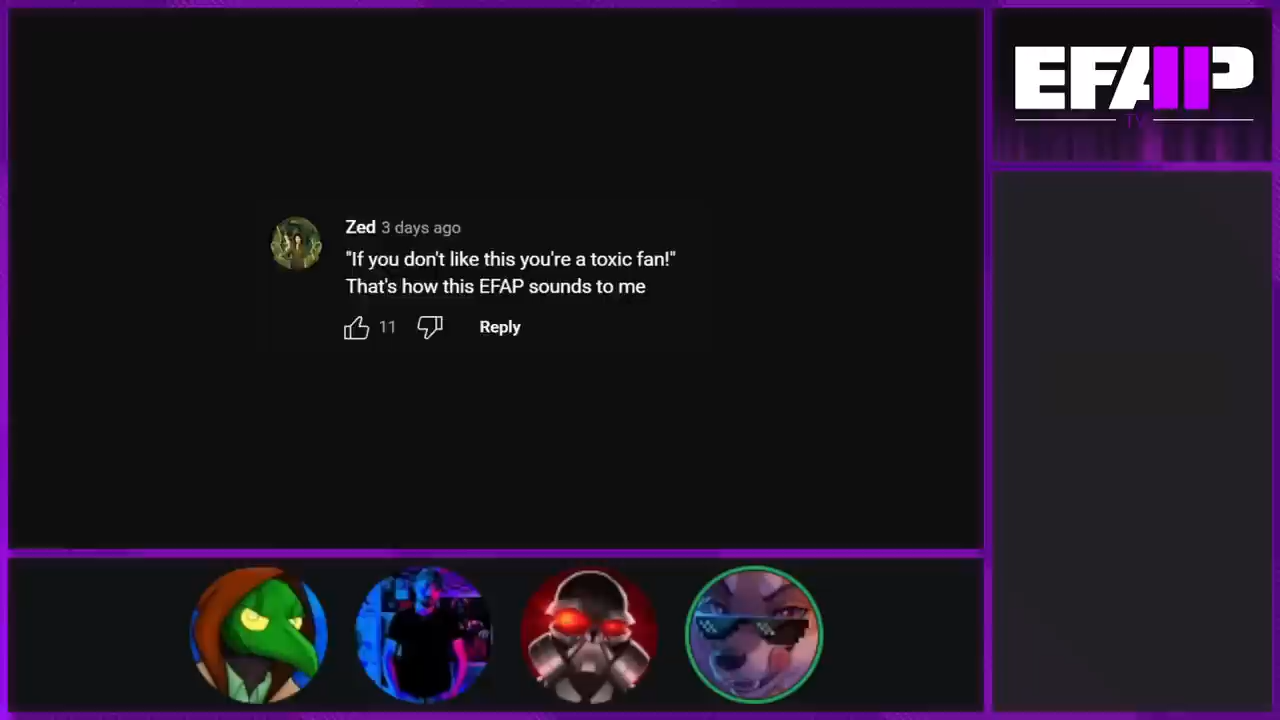 EFAP
TV
Zed 3 days ago
"If you don't like this you're a toxic fan!"
That's how this EFAP sounds to me
11 Reply